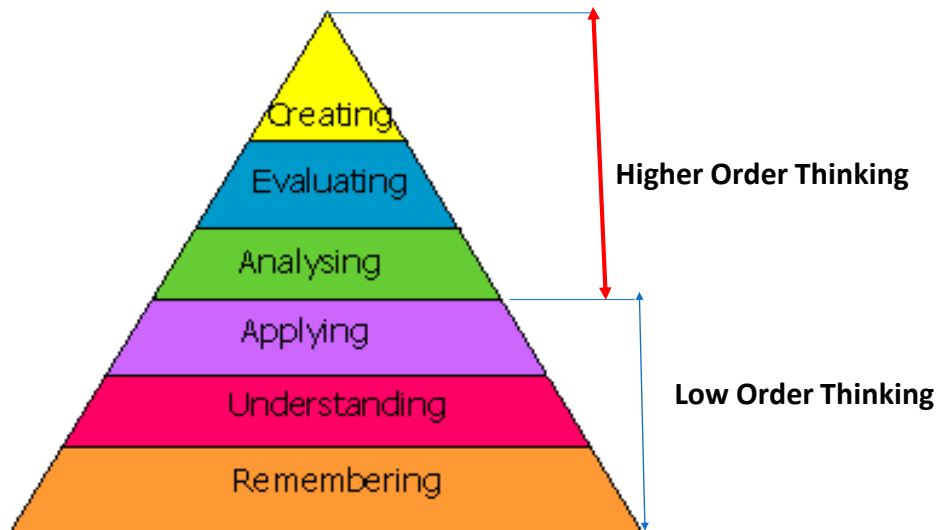 Creating
Evaluating
Higher Order Thinking
Analysing
Applying
Low Order Thinking
Understanding
Remembering